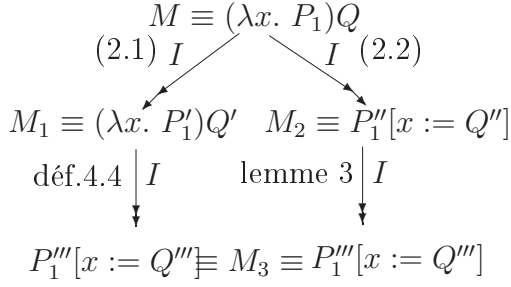 M ≡ (λx. P₁)Q
(2.1) I I (2.2)
M₁ ≡ (λx. P₁′)Q′ M₂ ≡ P₁″[x := Q″]
déf.4.4 I lemme 3 I
P₁‴[x := Q‴] ≡ M₃ ≡ P₁‴[x := Q‴]